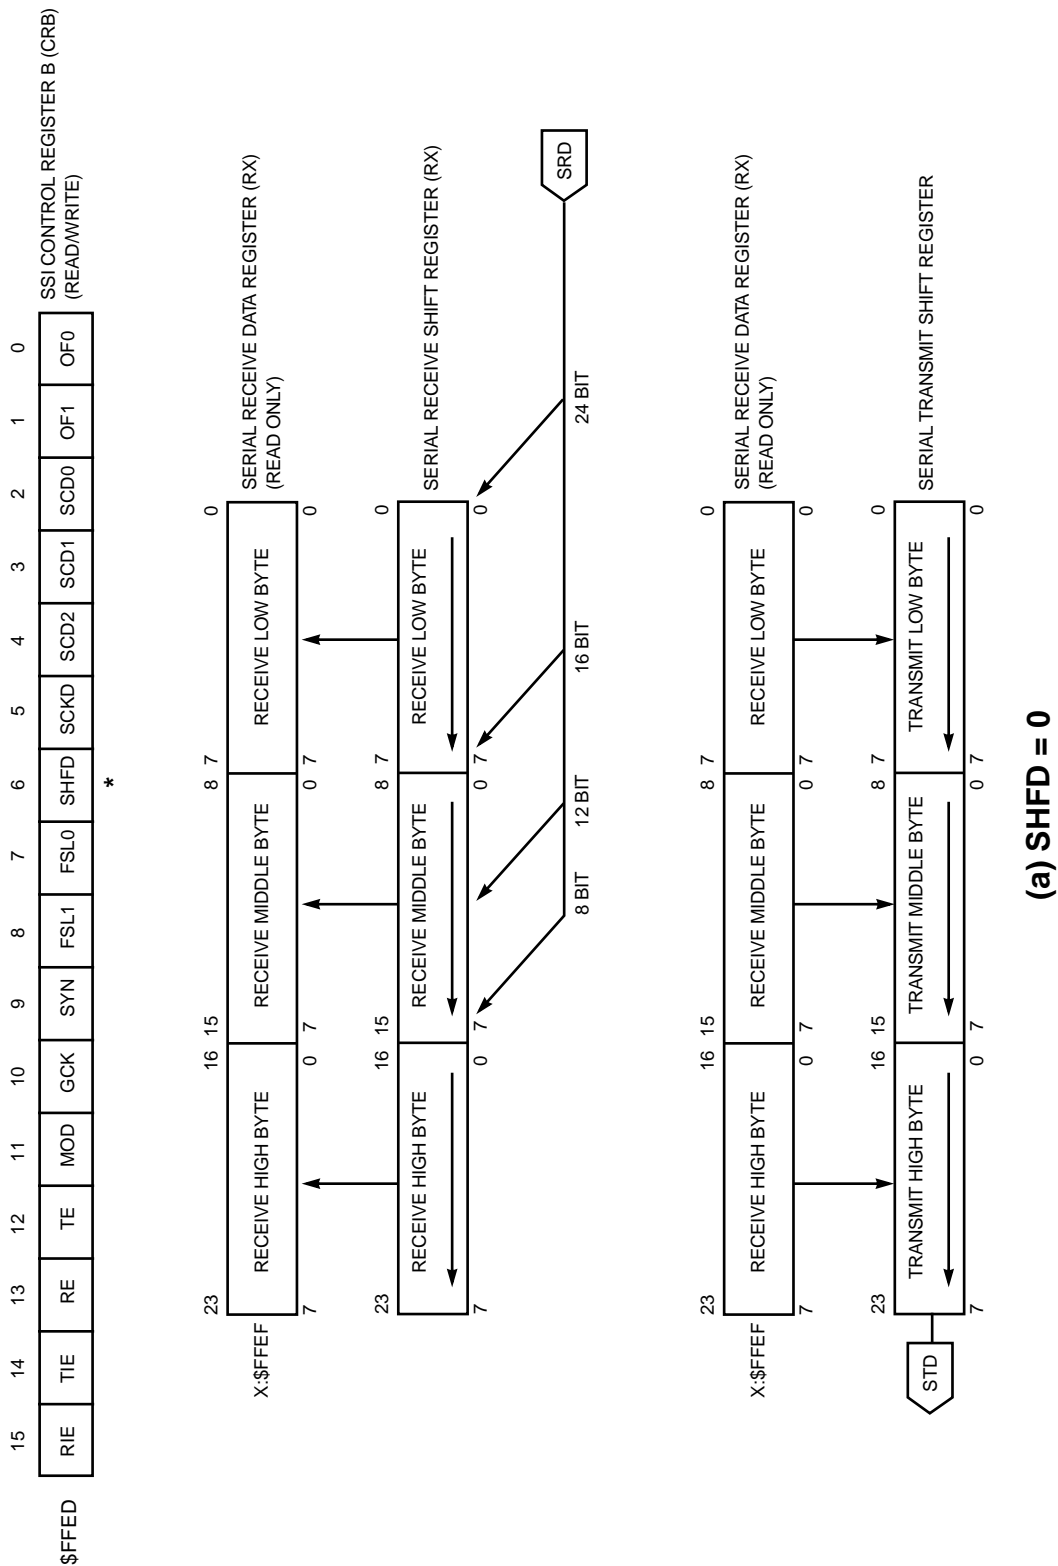 15 14 13 12 11 10 9 8 7 6 5 4 3 2 1 0
$FFED RIE TIE RE TE MOD GCK SYN FSL1 FSL0 SHFD SCKD SCD2 SCD1 SCD0 OF1 OF0 SSI CONTROL REGISTER B (CRB)
(READ/WRITE)
*
23 16 15 8 7 0
X:$FFEF RECEIVE HIGH BYTE RECEIVE MIDDLE BYTE RECEIVE LOW BYTE SERIAL RECEIVE DATA REGISTER (RX)
(READ ONLY)
7 0 7 0 7 0
23 16 15 8 7 0
RECEIVE HIGH BYTE RECEIVE MIDDLE BYTE RECEIVE LOW BYTE SERIAL RECEIVE SHIFT REGISTER (RX)
7 0 7 0 7 0
SRD
8 BIT 12 BIT 16 BIT 24 BIT
23 16 15 8 7 0
X:$FFEF RECEIVE HIGH BYTE RECEIVE MIDDLE BYTE RECEIVE LOW BYTE SERIAL RECEIVE DATA REGISTER (RX)
(READ ONLY)
7 0 7 0 7 0
23 16 15 8 7 0
STD TRANSMIT HIGH BYTE TRANSMIT MIDDLE BYTE TRANSMIT LOW BYTE SERIAL TRANSMIT SHIFT REGISTER
7 0 7 0 7 0
(a) SHFD = 0